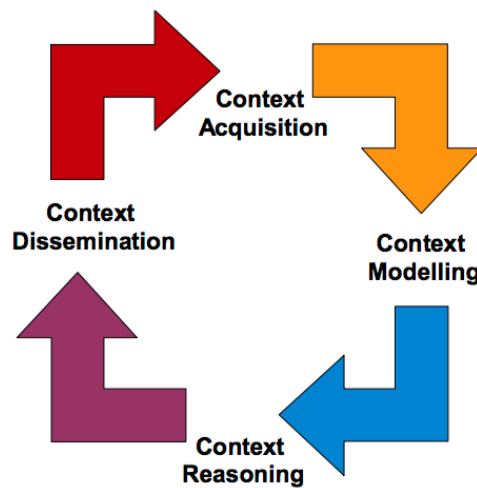 Context
Acquisition
Context
Modelling
Context
Reasoning
Context
Dissemination